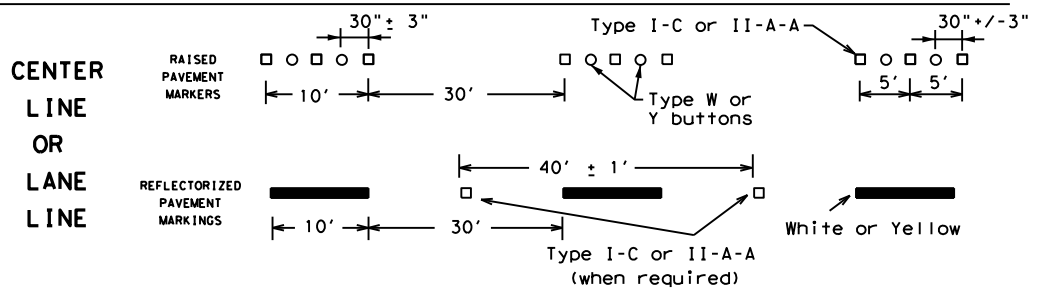 CENTER
LINE
OR
LANE
LINE
RAISED
PAVEMENT
MARKERS
30" ± 3"
10'
30'
Type I-C or II-A-A
30"+/-3"
5'
5'
Type W or
Y buttons
REFLECTORIZED
PAVEMENT
MARKINGS
40' ± 1'
10'
30'
Type I-C or II-A-A
(when required)
White or Yellow